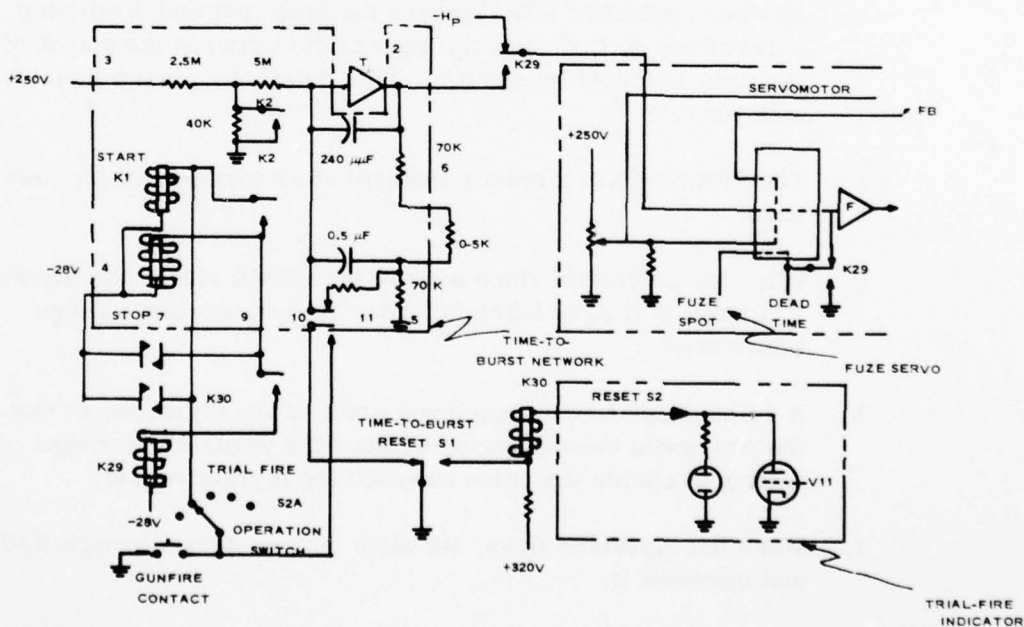 -Hp
K29
+250V
3
2.5M
5M
T
2
K2
40K
K2
240 μμF
70K
6
START
K1
-28V
4
STOP 7
9
10
0.5 μF
11
70K
5
0-5K
TIME-TO-
BURST NETWORK
SERVOMOTOR
FB
+250V
F
K29
FUZE
SPOT
DEAD
TIME
FUZE SERVO
K30
K29
-28V
TRIAL FIRE
S2A
OPERATION
SWITCH
GUNFIRE
CONTACT
TIME-TO-BURST
RESET S1
K30
+320V
RESET S2
V11
TRIAL-FIRE
INDICATOR